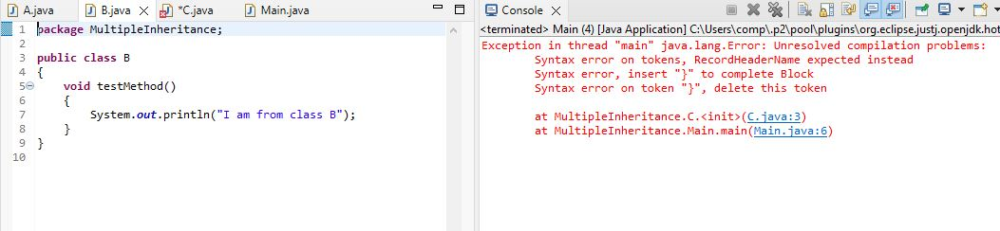 A.java B.java *C.java Main.java
1 package MultipleInheritance;
2
3 public class B
4 {
5 void testMethod()
6 {
7 System.out.println("I am from class B");
8 }
9 }
10
Console
<terminated> Main (4) [Java Application] C:\Users\comp\.p2\pool\plugins\org.eclipse.justj.openjdk.hot
Exception in thread "main" java.lang.Error: Unresolved compilation problems:
Syntax error on tokens, RecordHeaderName expected instead
Syntax error, insert "}" to complete Block
Syntax error on token "}", delete this token
at MultipleInheritance.C.<init>(C.java:3)
at MultipleInheritance.Main.main(Main.java:6)